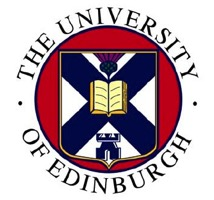 · THE UNIVERSITY ·
OF EDINBURGH